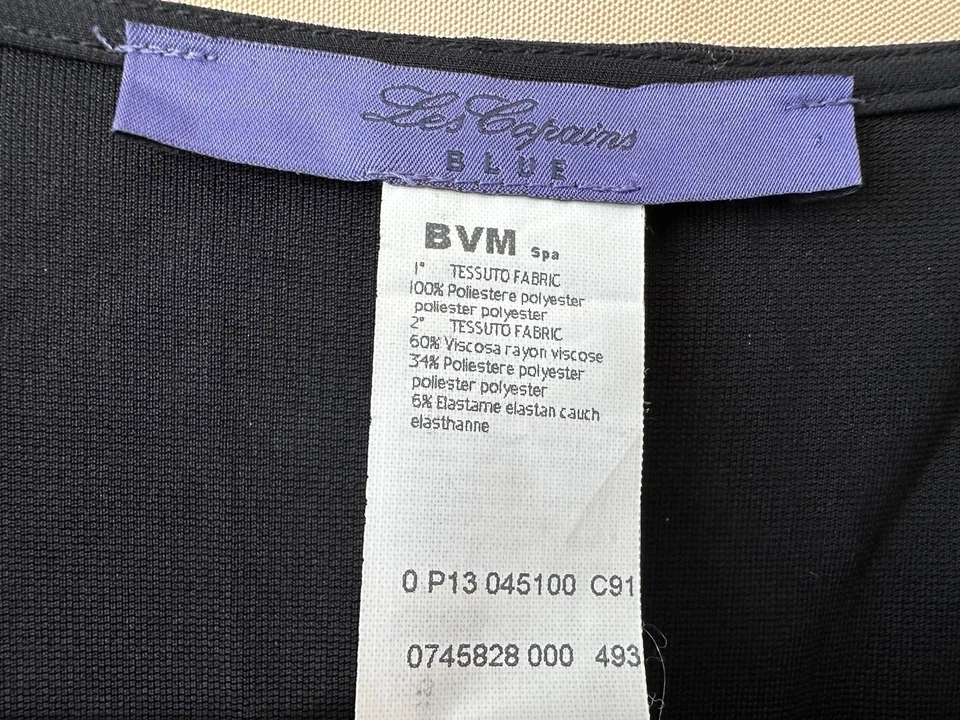 Les Copains
BLUE
BVM Spa
1° TESSUTO FABRIC
100% Poliestere polyester
poliester polyester
2° TESSUTO FABRIC
60% Viscosa rayon viscose
34% Poliestere polyester
poliester polyester
6% Elastame elastan cauch
elasthanne
0 P13 045100 C91
0745828 000 493